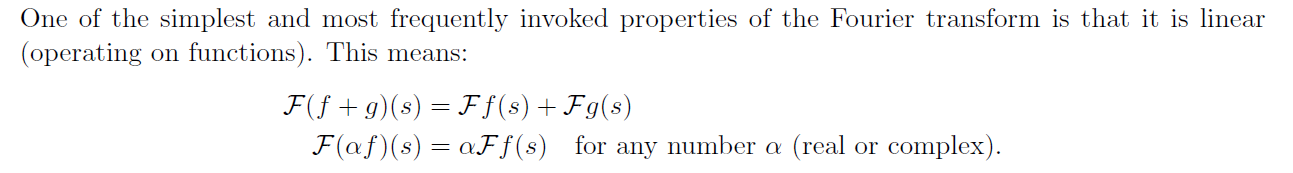 One of the simplest and most frequently invoked properties of the Fourier transform is that it is linear
(operating on functions). This means:
ℱ(f + g)(s) = ℱf(s) + ℱg(s)
ℱ(αf)(s) = αℱf(s) for any number α (real or complex).